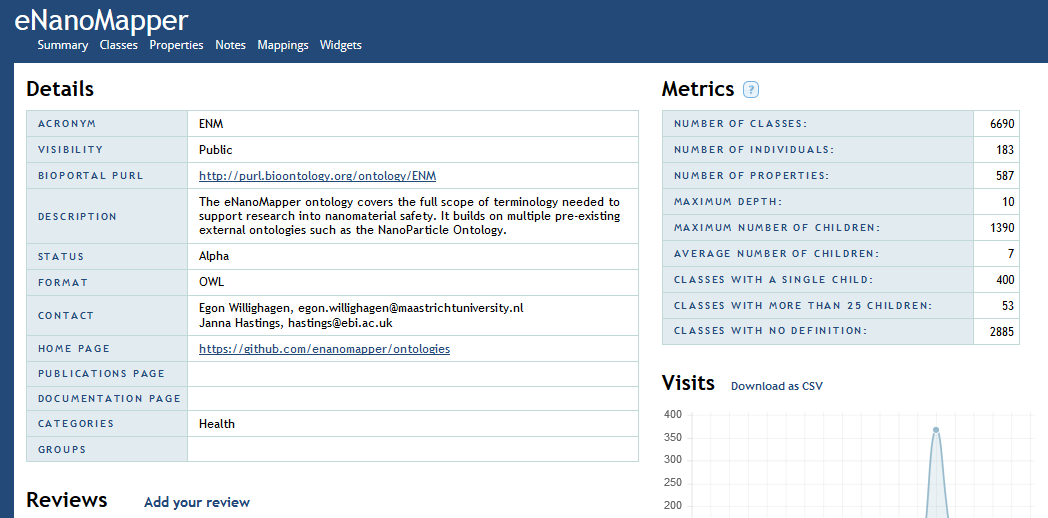 eNanoMapper
Summary Classes Properties Notes Mappings Widgets
Details
ACRONYM ENM
VISIBILITY Public
BIOPORTAL PURL http://purl.bioontology.org/ontology/ENM
DESCRIPTION The eNanoMapper ontology covers the full scope of terminology needed to
support research into nanomaterial safety. It builds on multiple pre-existing
external ontologies such as the NanoParticle Ontology.
STATUS Alpha
FORMAT OWL
CONTACT Egon Willighagen, egon.willighagen@maastrichtuniversity.nl
Janna Hastings, hastings@ebi.ac.uk
HOME PAGE https://github.com/enanomapper/ontologies
PUBLICATIONS PAGE
DOCUMENTATION PAGE
CATEGORIES Health
GROUPS
Reviews Add your review
Metrics ?
NUMBER OF CLASSES: 6690
NUMBER OF INDIVIDUALS: 183
NUMBER OF PROPERTIES: 587
MAXIMUM DEPTH: 10
MAXIMUM NUMBER OF CHILDREN: 1390
AVERAGE NUMBER OF CHILDREN: 7
CLASSES WITH A SINGLE CHILD: 400
CLASSES WITH MORE THAN 25 CHILDREN: 53
CLASSES WITH NO DEFINITION: 2885
Visits Download as CSV
400
350
300
250
200